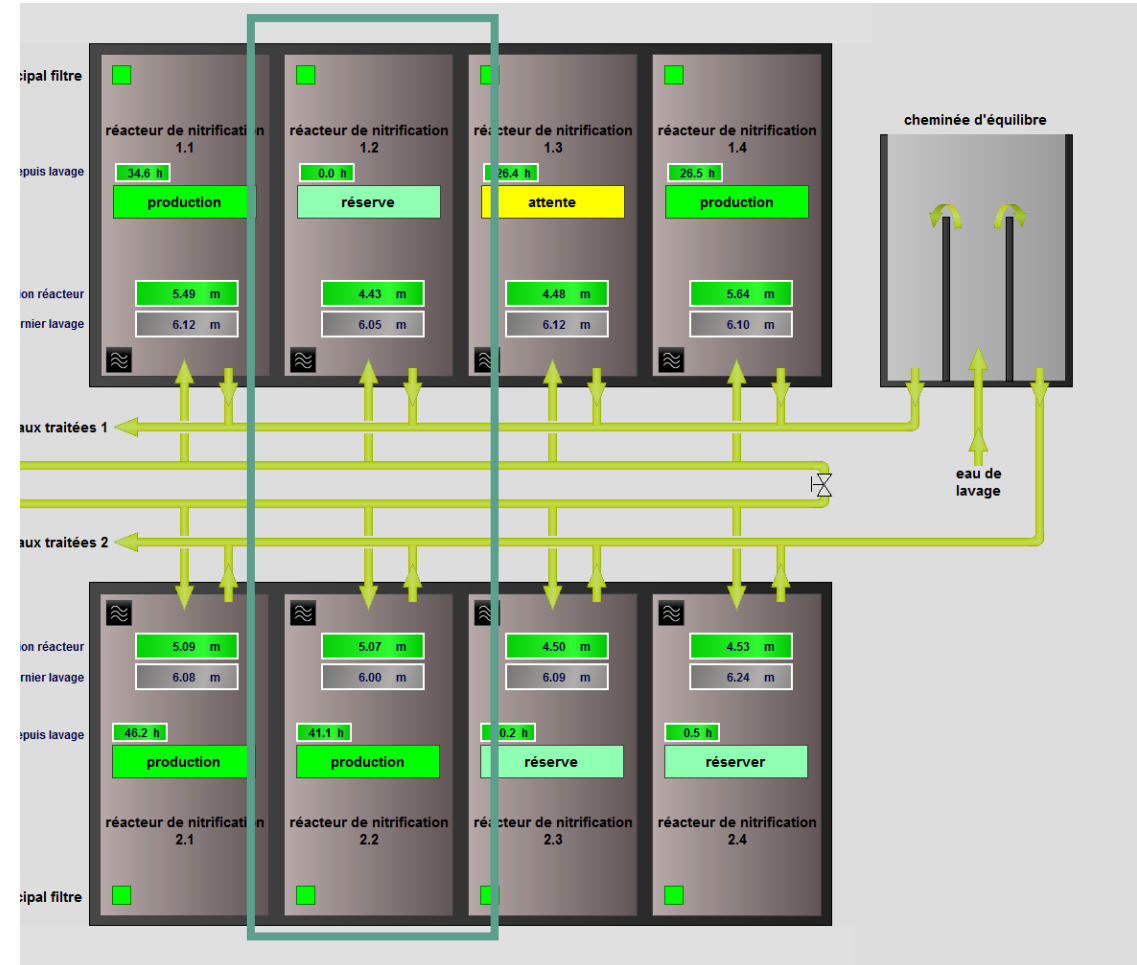 cipal filtre
réacteur de nitrification
1.1
réacteur de nitrification
1.2
réacteur de nitrification
1.3
réacteur de nitrification
1.4
cheminée d'équilibre
epuis lavage
34.6 h
0.0 h
26.4 h
26.5 h
production
réserve
attente
production
ion réacteur
5.49 m
4.43 m
4.48 m
5.64 m
rnier lavage
6.12 m
6.05 m
6.12 m
6.10 m
aux traitées 1
eau de
lavage
aux traitées 2
ion réacteur
5.09 m
5.07 m
4.50 m
4.53 m
rnier lavage
6.08 m
6.00 m
6.09 m
6.24 m
epuis lavage
46.2 h
41.1 h
0.5 h
production
production
réserve
réserver
réacteur de nitrification
2.1
réacteur de nitrification
2.2
réacteur de nitrification
2.3
réacteur de nitrification
2.4
cipal filtre